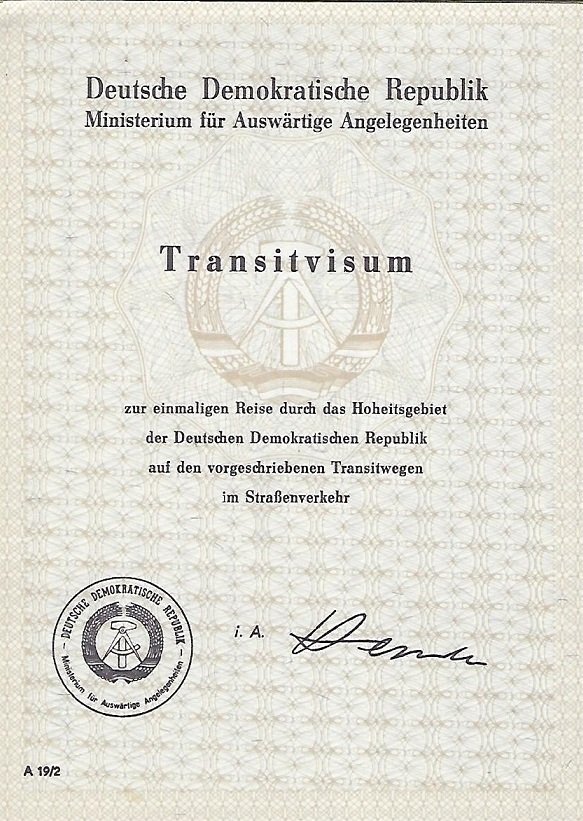 Deutsche Demokratische Republik
Ministerium für Auswärtige Angelegenheiten
Transitvisum
zur einmaligen Reise durch das Hoheitsgebiet
der Deutschen Demokratischen Republik
auf den vorgeschriebenen Transitwegen
im Straßenverkehr
DEUTSCHE DEMOKRATISCHE REPUBLIK
Ministerium für Auswärtige Angelegenheiten
i. A.
A 19/2